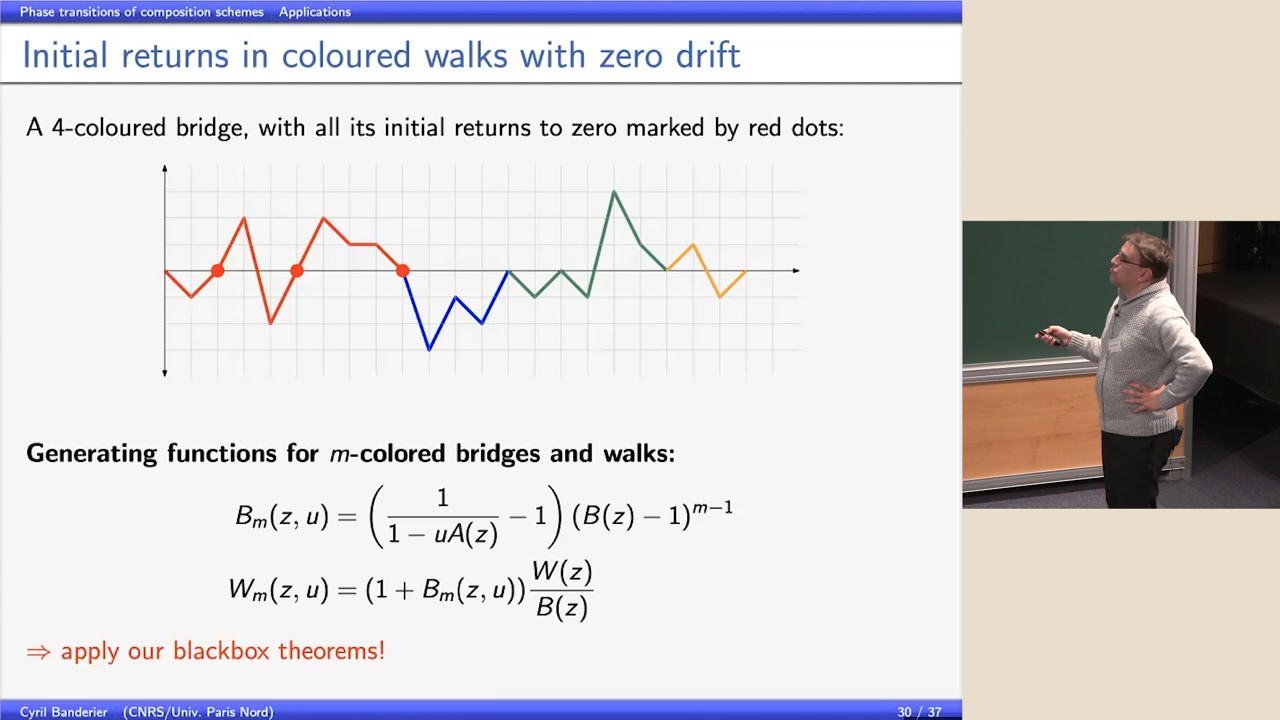 Phase transitions of composition schemes Applications
Initial returns in coloured walks with zero drift
A 4-coloured bridge, with all its initial returns to zero marked by red dots:
Generating functions for m-colored bridges and walks:
B_m(z, u) = (1/(1 − uA(z)) − 1) (B(z) − 1)^{m−1}
W_m(z, u) = (1 + B_m(z, u)) W(z)/B(z)
⇒ apply our blackbox theorems!
Cyril Banderier (CNRS/Univ. Paris Nord) 30 / 37